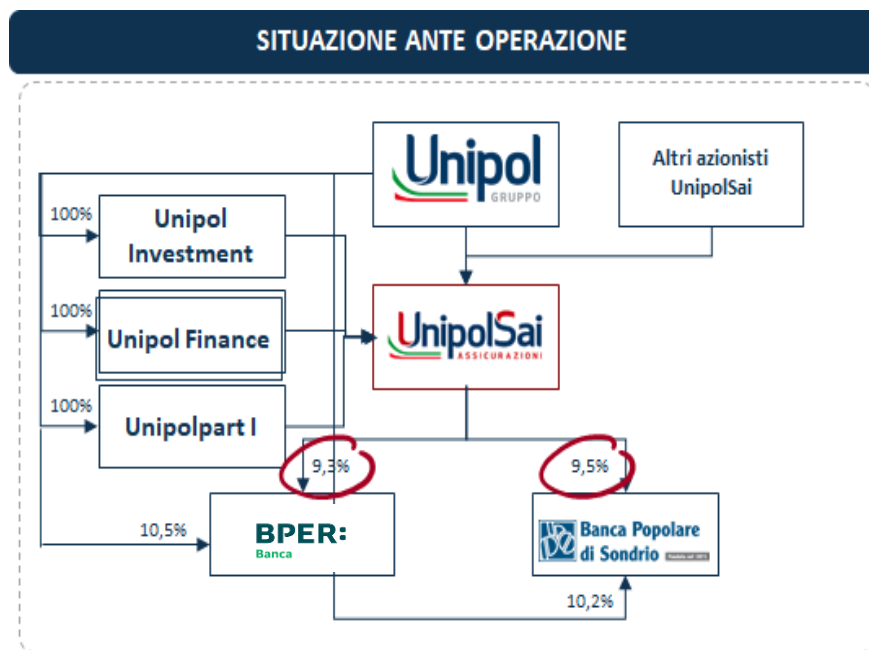 SITUAZIONE ANTE OPERAZIONE
Unipol
GRUPPO
Altri azionisti
UnipolSai
100%
Unipol
Investment
100%
Unipol Finance
UnipolSai
ASSICURAZIONI
100%
Unipolpart I
9,3%
9,5%
10,5%
BPER:
Banca
Banca Popolare
di Sondrio
10,2%